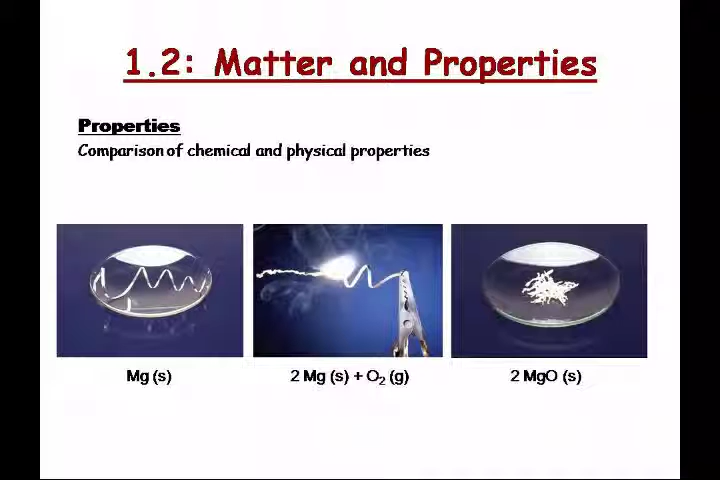 1.2: Matter and Properties
Properties
Comparison of chemical and physical properties
Mg (s)
2 Mg (s) + O₂ (g)
2 MgO (s)